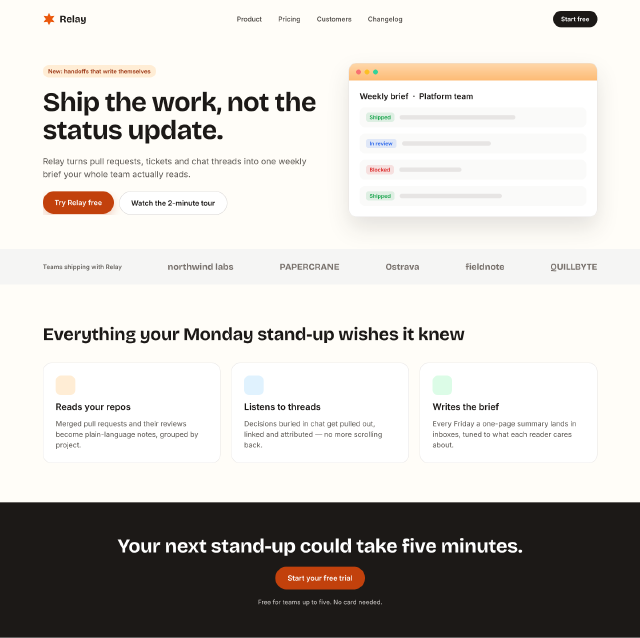 Relay
Product Pricing Customers Changelog
Start free
New: handoffs that write themselves
Ship the work, not the
status update.
Relay turns pull requests, tickets and chat threads into one weekly
brief your whole team actually reads.
Try Relay free
Watch the 2-minute tour
Weekly brief · Platform team
Shipped
In review
Blocked
Shipped
Teams shipping with Relay
northwind labs
PAPERCRANE
Ostrava
fieldnote
QUILLBYTE
Everything your Monday stand-up wishes it knew
Reads your repos
Merged pull requests and their reviews
become plain-language notes, grouped by
project.
Listens to threads
Decisions buried in chat get pulled out,
linked and attributed — no more scrolling
back.
Writes the brief
Every Friday a one-page summary lands in
inboxes, tuned to what each reader cares
about.
Your next stand-up could take five minutes.
Start your free trial
Free for teams up to five. No card needed.